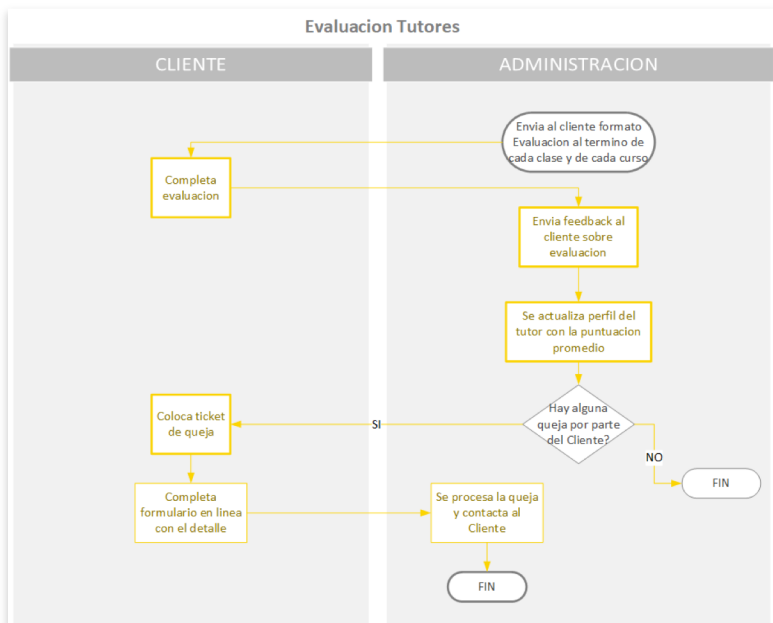 Evaluacion Tutores
CLIENTE
ADMINISTRACION
Envia al cliente formato
Evaluacion al termino de
cada clase y de cada curso
Completa
evaluacion
Envia feedback al
cliente sobre
evaluacion
Se actualiza perfil del
tutor con la puntuacion
promedio
Hay alguna
queja por parte
del Cliente?
SI
Coloca ticket
de queja
NO
FIN
Completa
formulario en linea
con el detalle
Se procesa la queja
y contacta al
Cliente
FIN